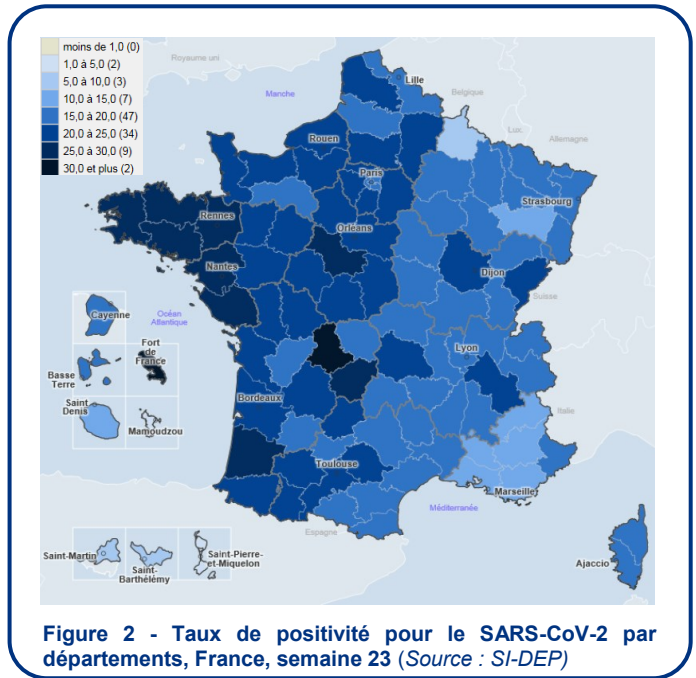 moins de 1,0 (0)
1,0 à 5,0 (2)
5,0 à 10,0 (3)
10,0 à 15,0 (7)
15,0 à 20,0 (47)
20,0 à 25,0 (34)
25,0 à 30,0 (9)
30,0 et plus (2)
Royaume uni
Manche
Lille
Belgique
Lux.
Allemagne
Rouen
Paris
Strasbourg
Rennes
Orléans
Nantes
Dijon
Suisse
Océan
Atlantique
Cayenne
Fort
de
France
Basse
Terre
Saint
Denis
Mamoudzou
Lyon
Bordeaux
Italie
Toulouse
Marseille
Méditerranée
Espagne
Ajaccio
Saint-Martin
Saint-
Barthélémy
Saint-Pierre-
et-Miquelon
Figure 2 - Taux de positivité pour le SARS-CoV-2 par
départements, France, semaine 23 (Source : SI-DEP)